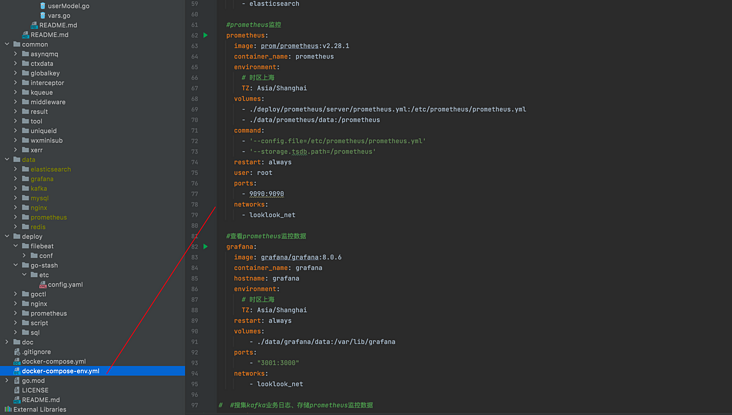 userModel.go
vars.go
README.md
README.md
common
asynqmq
ctxdata
globalkey
interceptor
kqueue
middleware
result
tool
uniqueid
wxminisub
xerr
data
elasticsearch
grafana
kafka
mysql
nginx
prometheus
redis
deploy
filebeat
conf
go-stash
etc
config.yaml
goctl
nginx
prometheus
script
sql
doc
.gitignore
docker-compose.yml
docker-compose-env.yml
go.mod
LICENSE
README.md
External Libraries
59 - elasticsearch
60
61 #prometheus监控
62 prometheus:
63 image: prom/prometheus:v2.28.1
64 container_name: prometheus
65 environment:
66 # 时区上海
67 TZ: Asia/Shanghai
68 volumes:
69 - ./deploy/prometheus/server/prometheus.yml:/etc/prometheus/prometheus.yml
70 - ./data/prometheus/data:/prometheus
71 command:
72 - '--config.file=/etc/prometheus/prometheus.yml'
73 - '--storage.tsdb.path=/prometheus'
74 restart: always
75 user: root
76 ports:
77 - 9090:9090
78 networks:
79 - looklook_net
80
81 #查看prometheus监控数据
82 grafana:
83 image: grafana/grafana:8.0.6
84 container_name: grafana
85 hostname: grafana
86 environment:
87 # 时区上海
88 TZ: Asia/Shanghai
89 restart: always
90 volumes:
91 - ./data/grafana/data:/var/lib/grafana
92 ports:
93 - "3001:3000"
94 networks:
95 - looklook_net
96
97 # #搜集kafka业务日志、存储prometheus监控数据